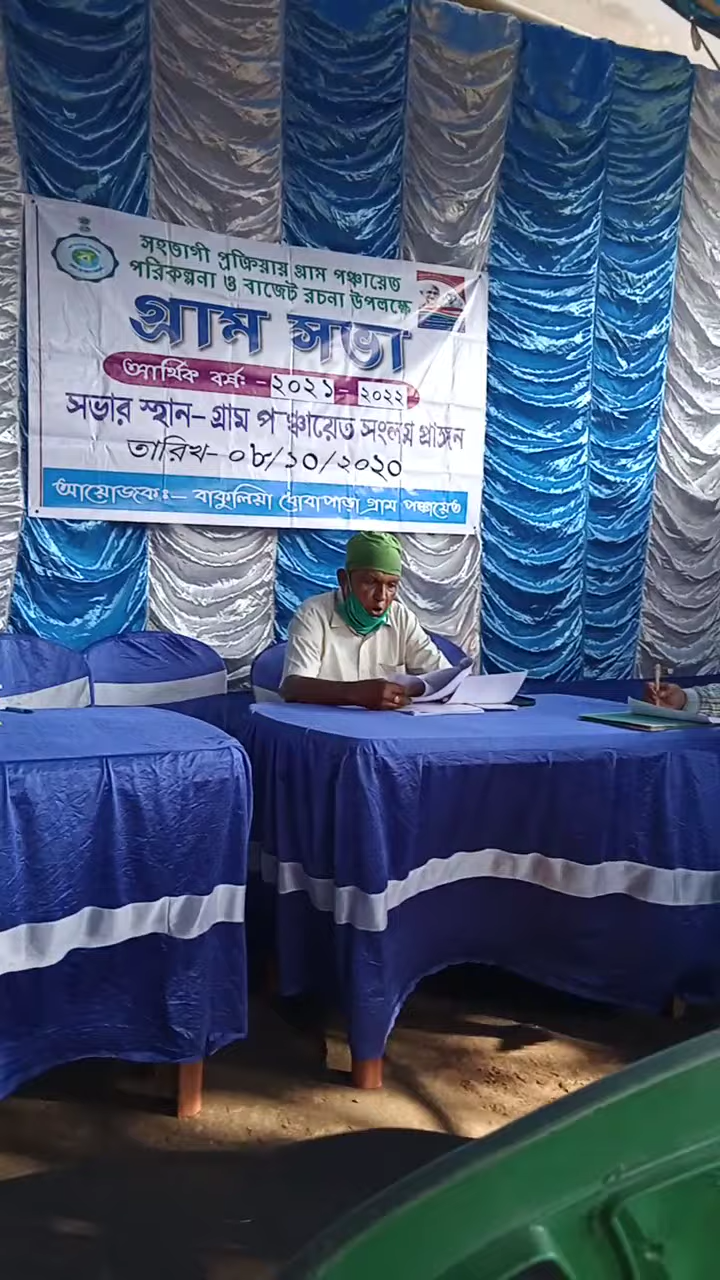 সহভাগী প্রক্রিয়ায় গ্রাম পঞ্চায়েত
পরিকল্পনা ও বাজেট রচনা উপলক্ষে
গ্রাম সভা
আর্থিক বর্ষঃ -২০২১- ২০২২
সভার স্থান- গ্রাম পঞ্চায়েত সংলগ্ন প্রাঙ্গন
তারিখ- ০৮/১০/২০২০
আয়োজকঃ- বাকুলিয়া ধোবাপাড়া গ্রাম পঞ্চায়েত